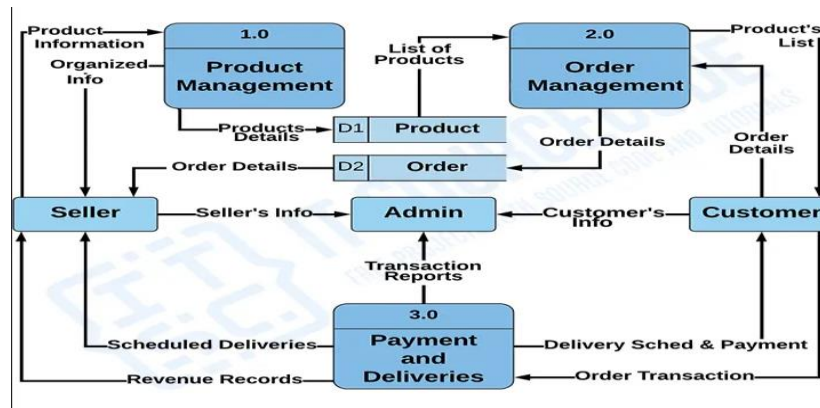 Product
Information
1.0
Product
Management
Organized
Info
List of
Products
2.0
Order
Management
Product's
List
Products
Details
D1
Product
Order Details
Order
Details
Order Details
D2
Order
Seller
Seller's Info
Admin
Customer's
Info
Customer
Transaction
Reports
3.0
Payment
and
Deliveries
Scheduled Deliveries
Delivery Sched & Payment
Revenue Records
Order Transaction
IT SOURCECODE